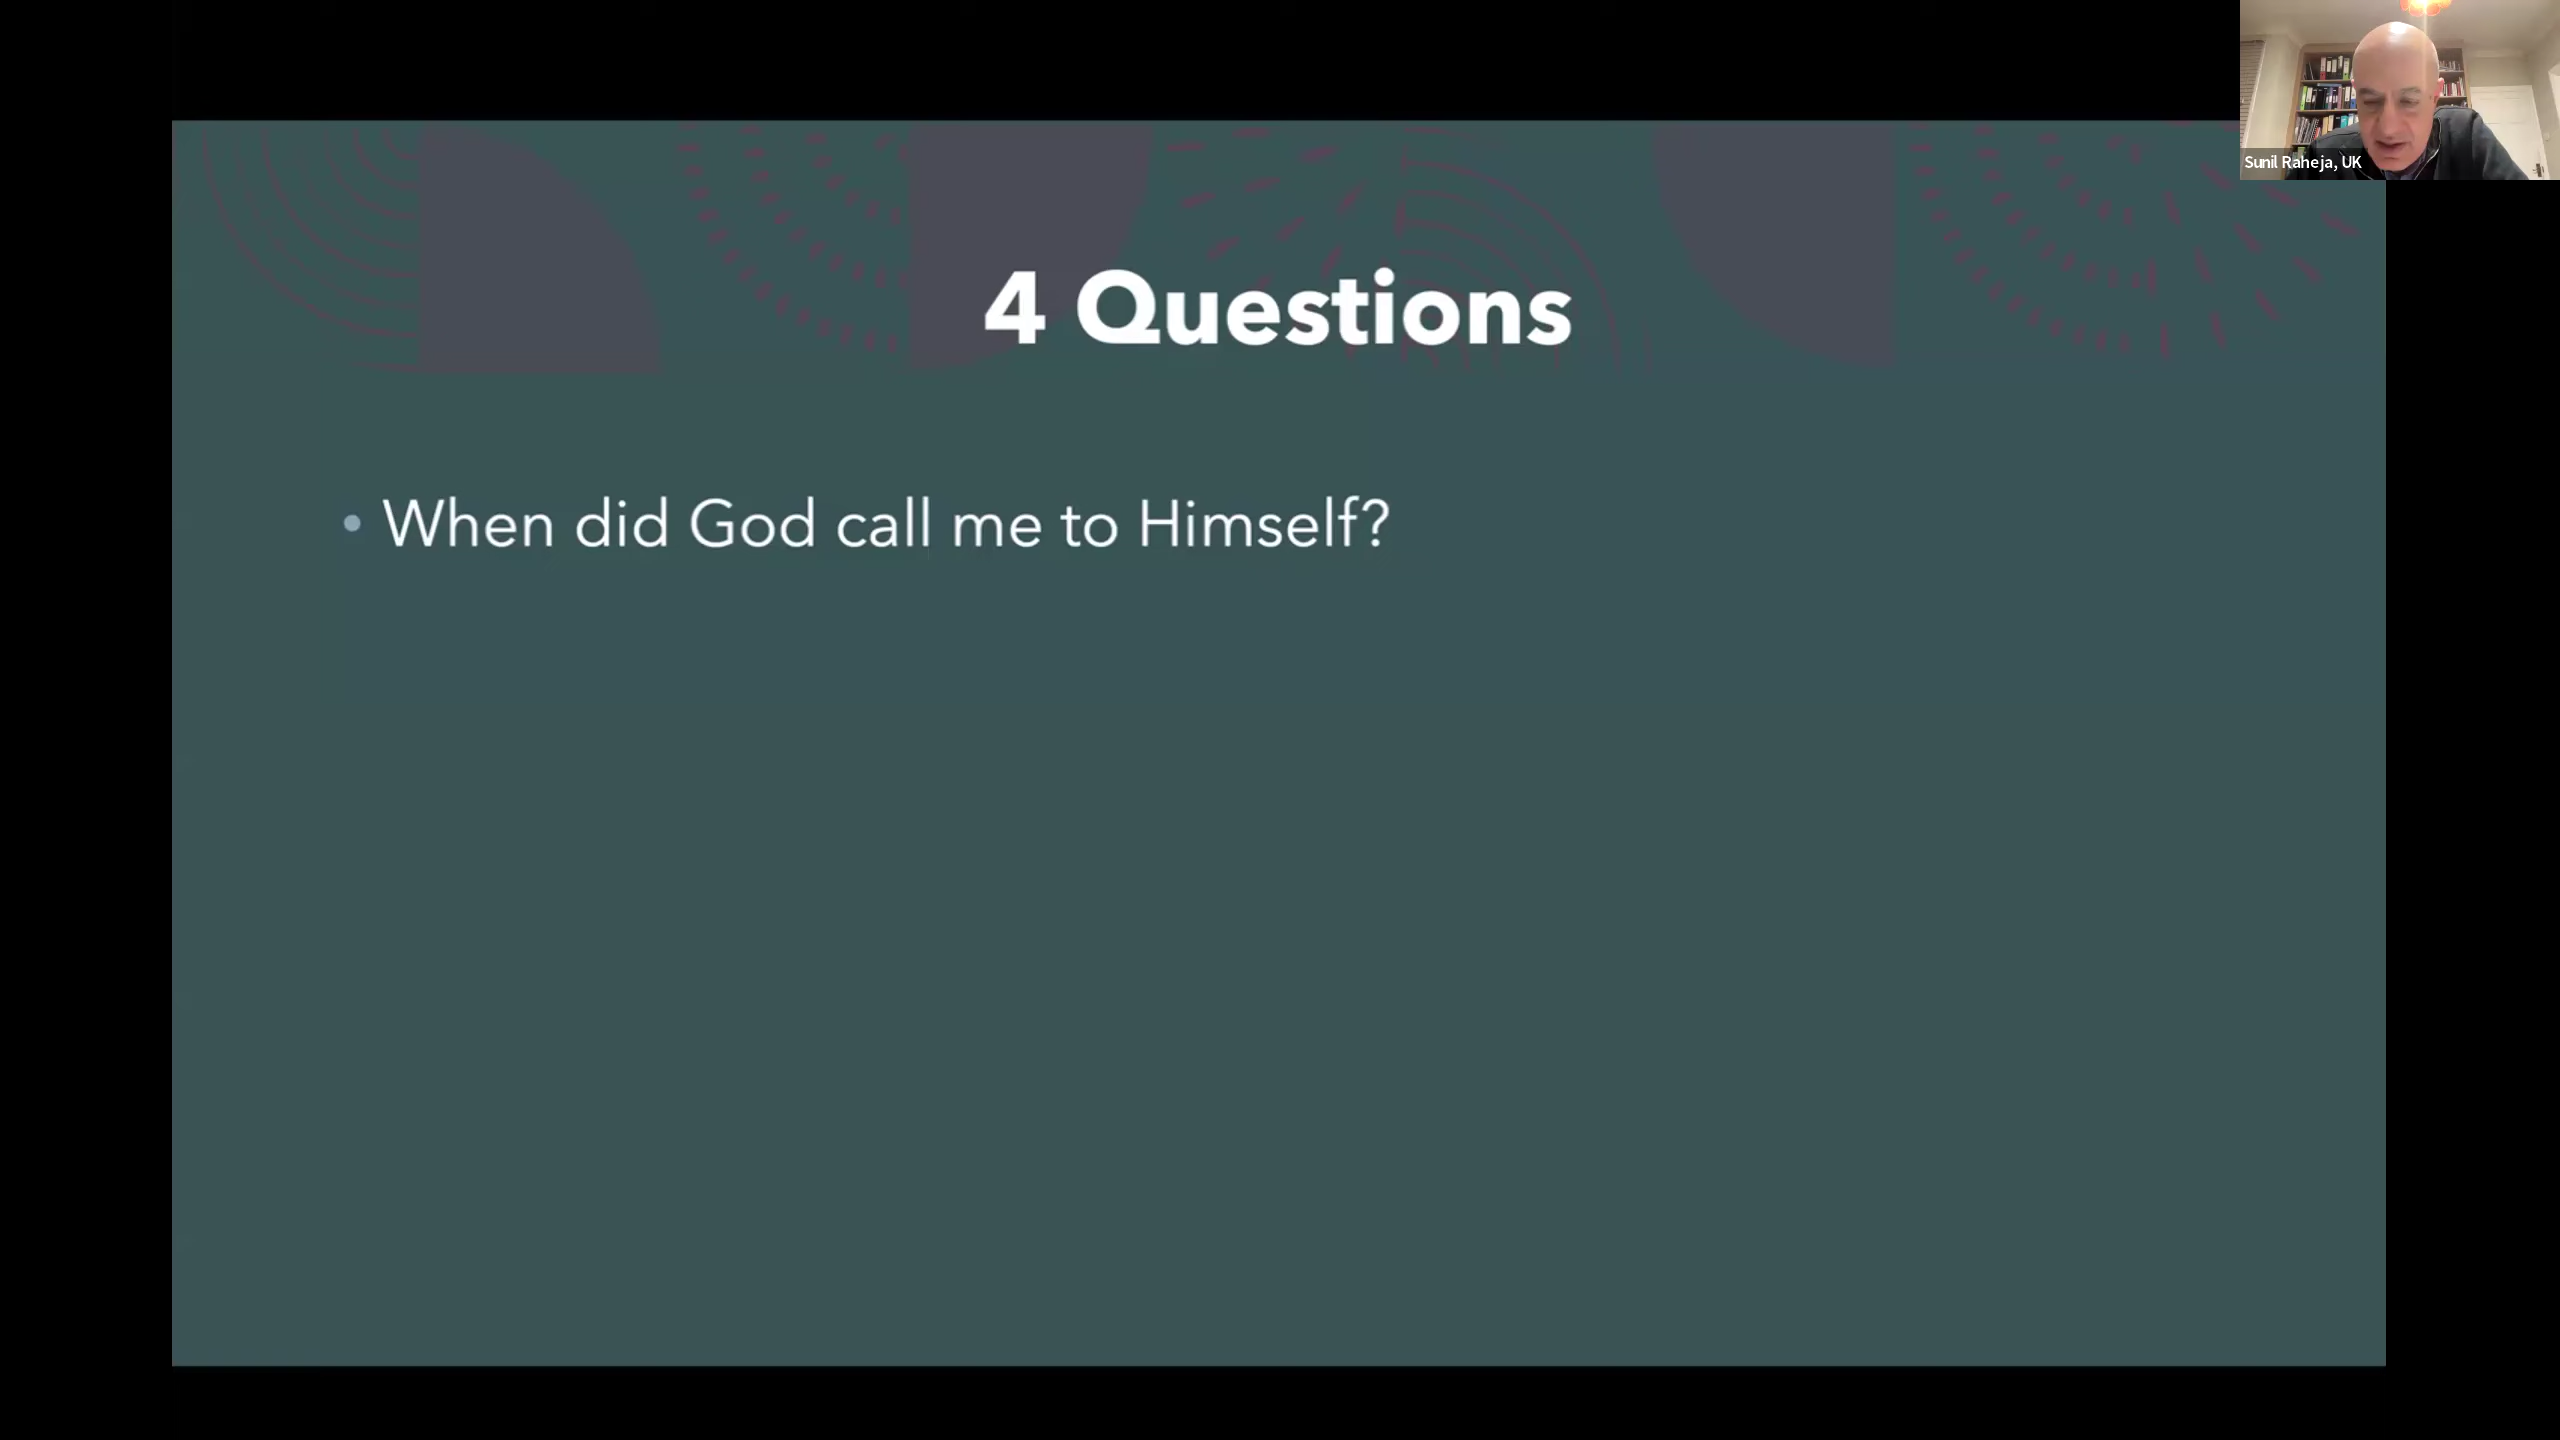 Sunil Raheja, UK
4 Questions
• When did God call me to Himself?